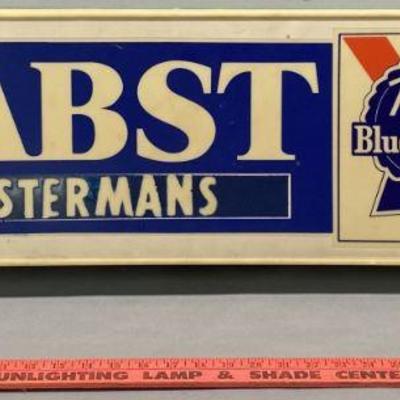 ABST
STERMANS
Blue
UNLIGHTING LAMP & SHADE CENTE